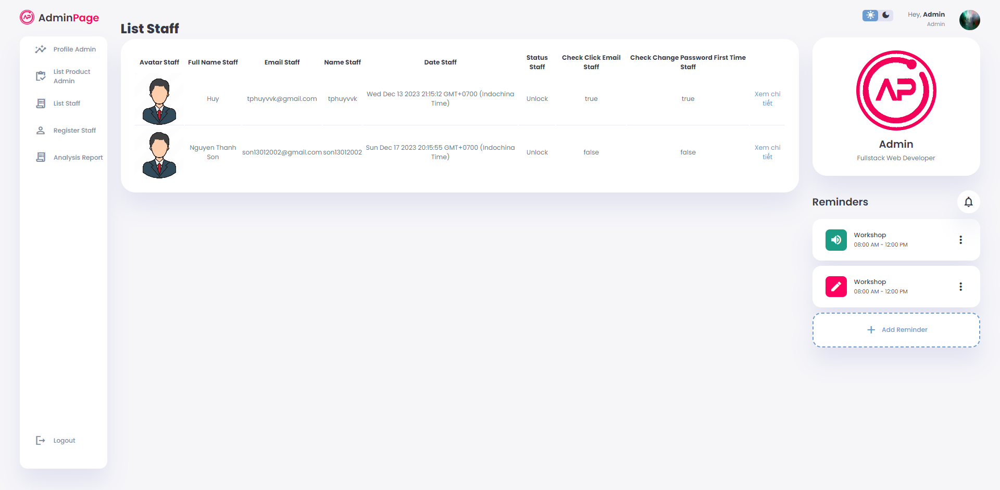 AdminPage
Profile Admin
List Product
Admin
List Staff
Register Staff
Analysis Report
Logout
List Staff
Avatar Staff
Full Name Staff
Email Staff
Name Staff
Date Staff
Status
Staff
Check Click Email
Staff
Check Change Password First Time
Staff
Huy
tphuyvvk@gmail.com
tphuyvvk
Wed Dec 13 2023 21:15:12 GMT+0700 (Indochina
Time)
Unlock
true
true
Xem chi
tiết
Nguyen Thanh
Son
son13012002@gmail.com
son13012002
Sun Dec 17 2023 20:15:55 GMT+0700 (Indochina
Time)
Unlock
false
false
Xem chi
tiết
Hey, Admin
Admin
AP
Admin
Fullstack Web Developer
Reminders
Workshop
08:00 AM - 12:00 PM
Workshop
08:00 AM - 12:00 PM
Add Reminder